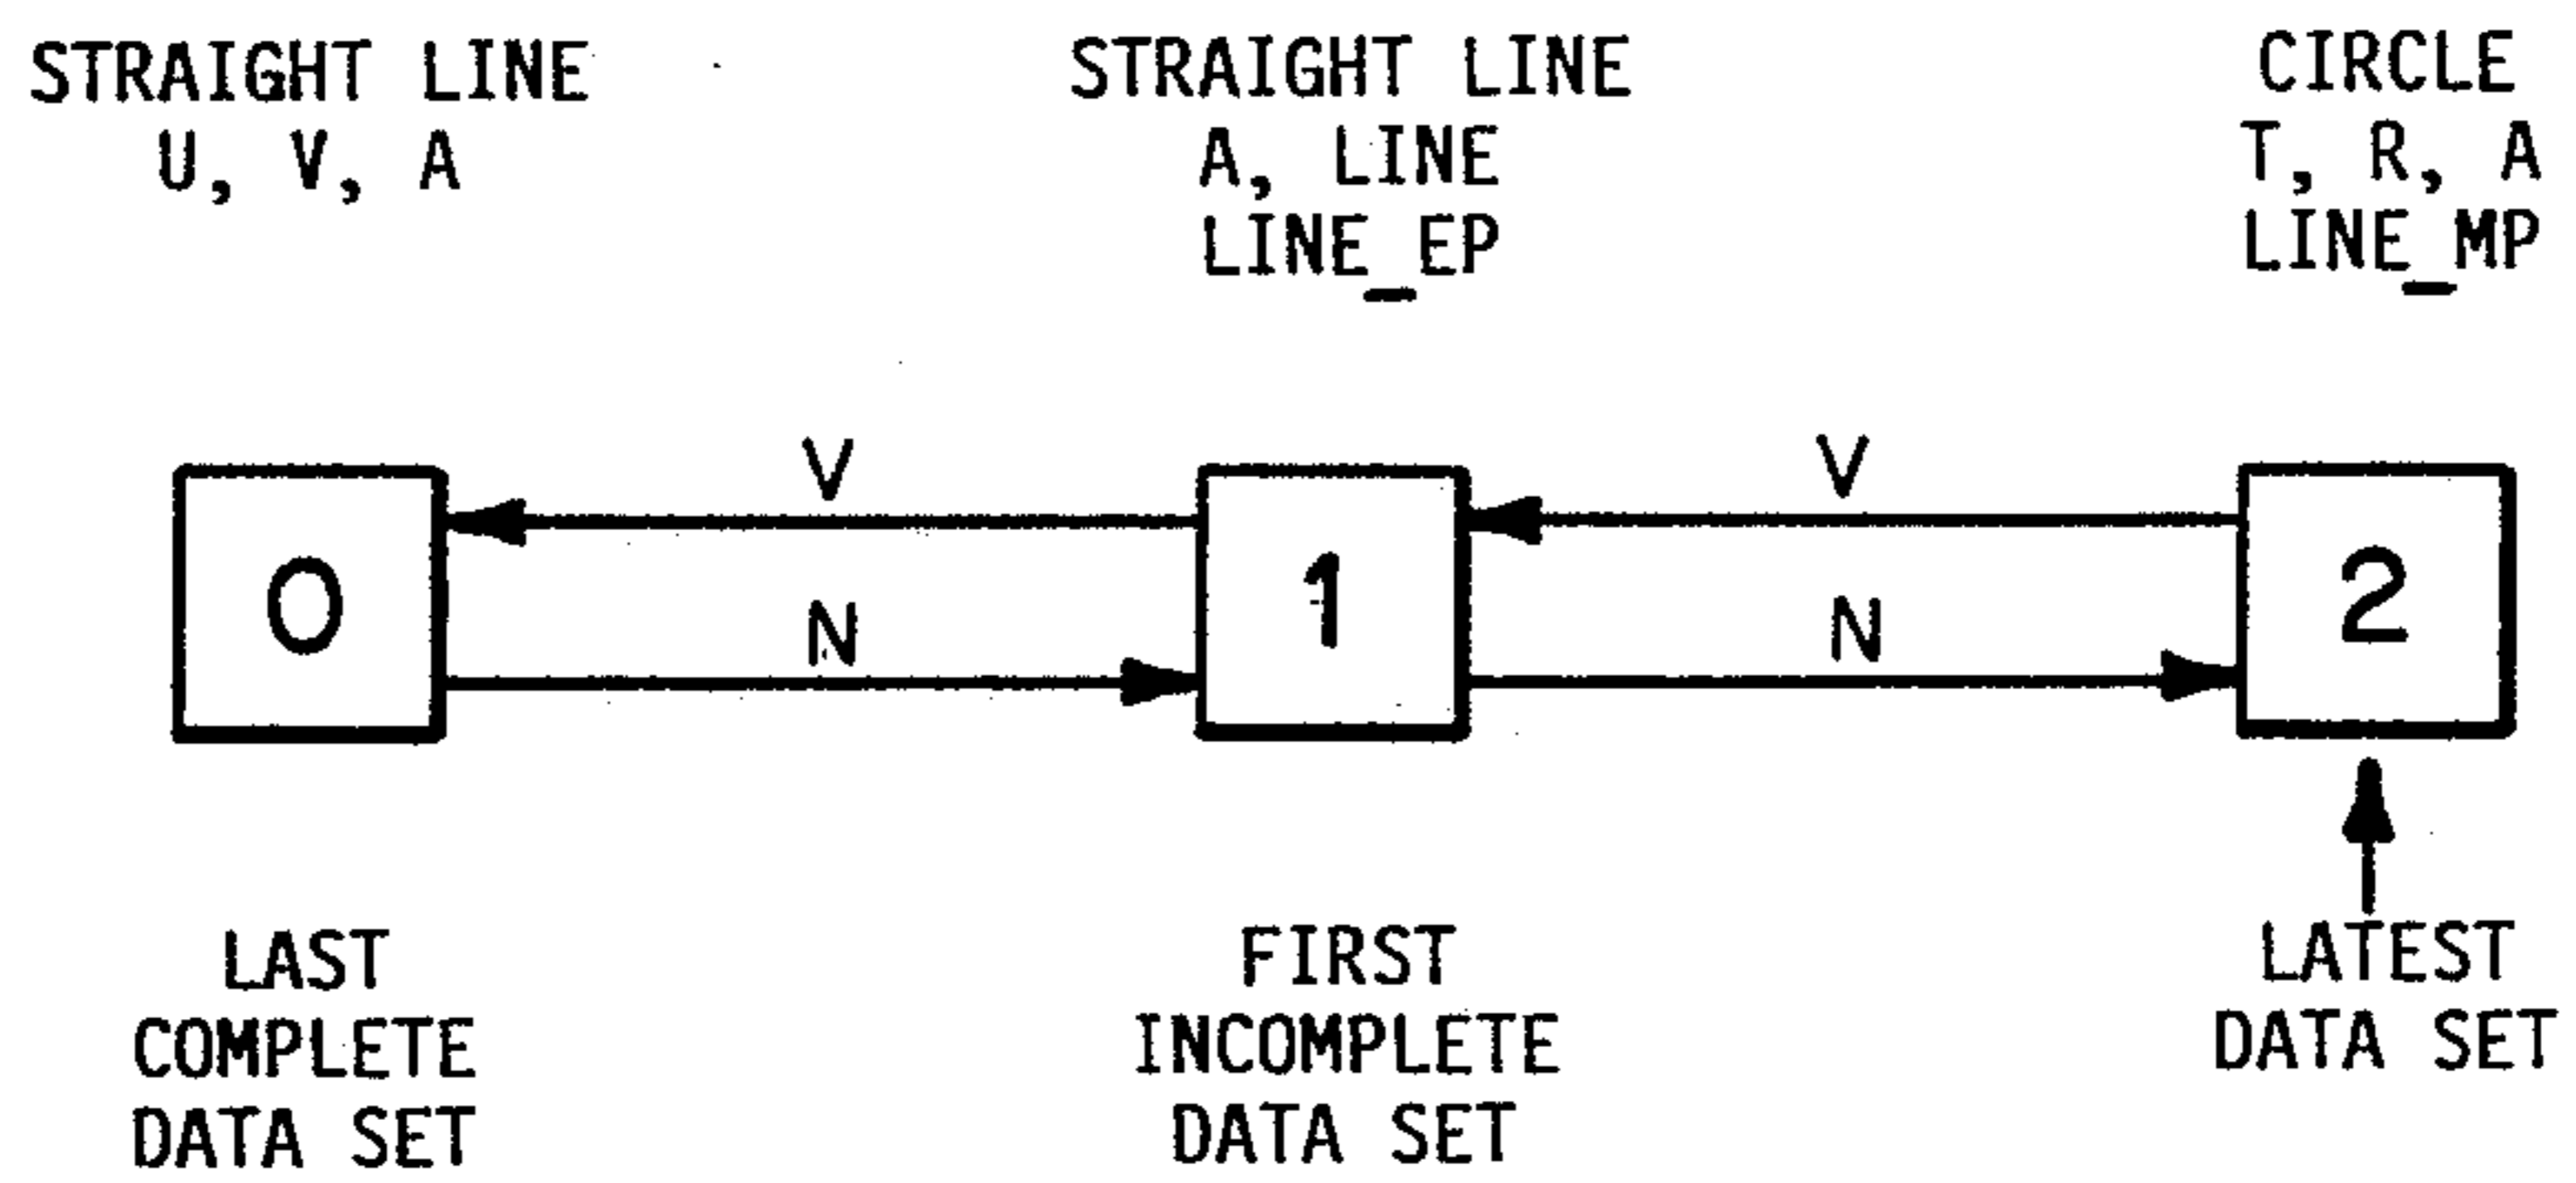 STRAIGHT LINE
U, V, A
STRAIGHT LINE
A, LINE
LINE_EP
CIRCLE
T, R, A
LINE_MP
V
V
0
1
2
N
N
LAST
COMPLETE
DATA SET
FIRST
INCOMPLETE
DATA SET
LATEST
DATA SET